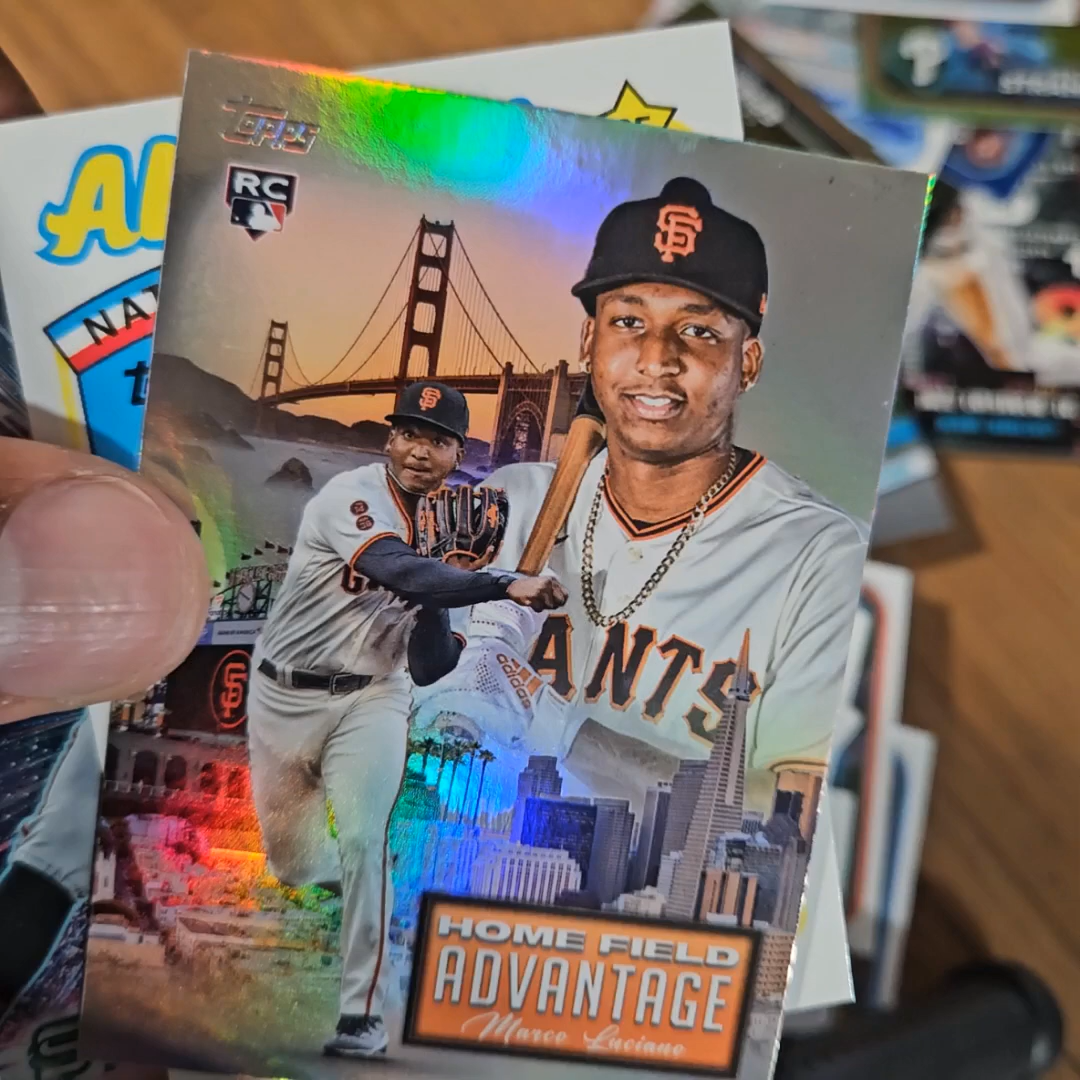 Topps
RC
SF
SF
ANTS
adidas
SF
HOME FIELD
ADVANTAGE
Marco Luciano